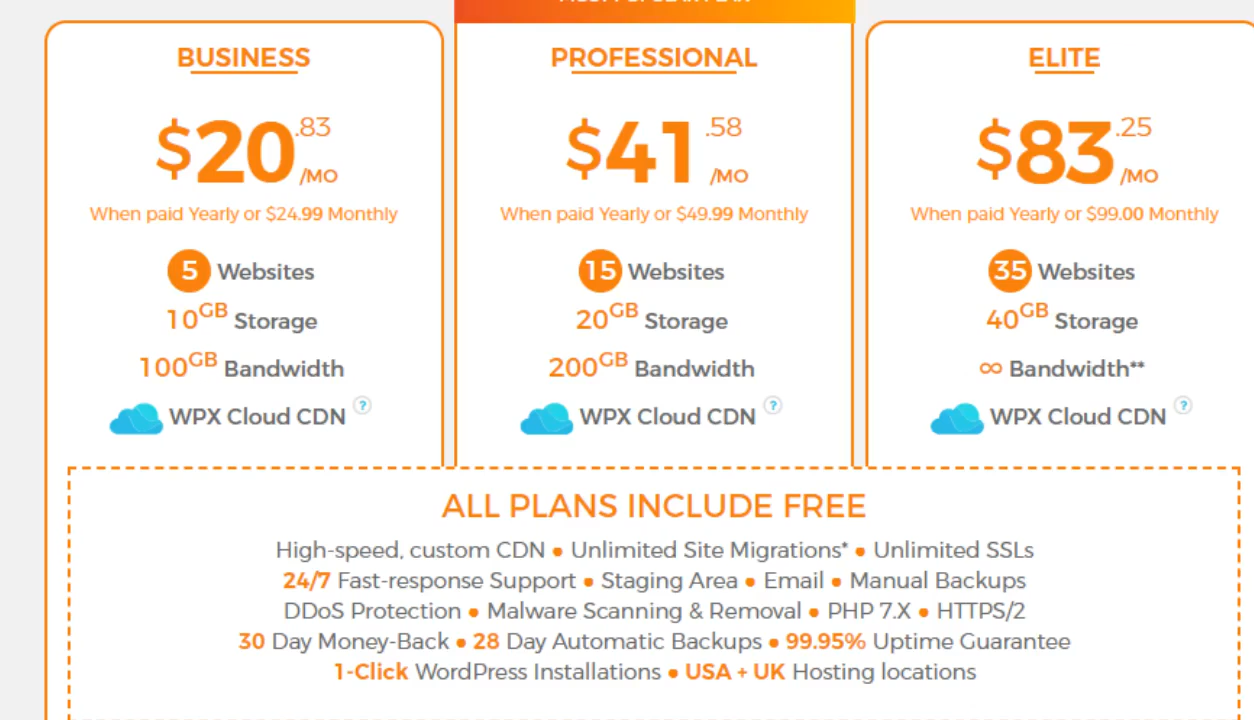 BUSINESS
$20.83/MO
When paid Yearly or $24.99 Monthly
5 Websites
10GB Storage
100GB Bandwidth
WPX Cloud CDN ?
PROFESSIONAL
$41.58/MO
When paid Yearly or $49.99 Monthly
15 Websites
20GB Storage
200GB Bandwidth
WPX Cloud CDN ?
ELITE
$83.25/MO
When paid Yearly or $99.00 Monthly
35 Websites
40GB Storage
∞ Bandwidth**
WPX Cloud CDN ?
ALL PLANS INCLUDE FREE
High-speed, custom CDN ● Unlimited Site Migrations* ● Unlimited SSLs
24/7 Fast-response Support ● Staging Area ● Email ● Manual Backups
DDoS Protection ● Malware Scanning & Removal ● PHP 7.X ● HTTPS/2
30 Day Money-Back ● 28 Day Automatic Backups ● 99.95% Uptime Guarantee
1-Click WordPress Installations ● USA + UK Hosting locations